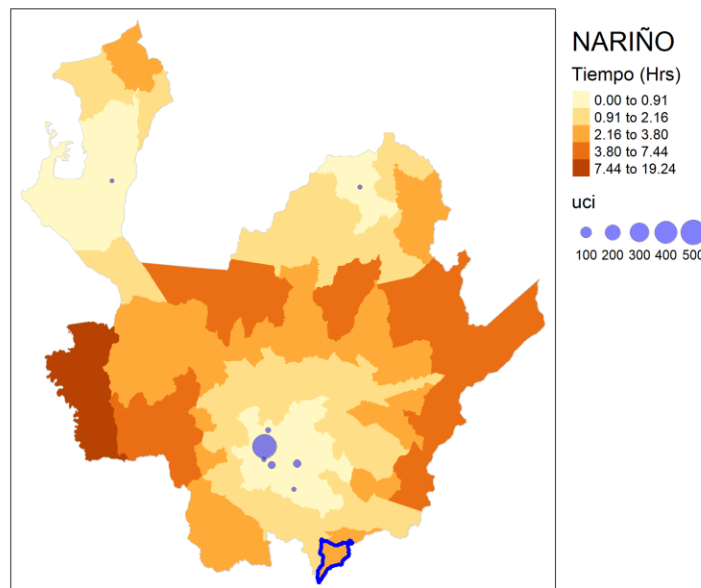 NARIÑO
Tiempo (Hrs)
0.00 to 0.91
0.91 to 2.16
2.16 to 3.80
3.80 to 7.44
7.44 to 19.24
uci
100 200 300 400 500